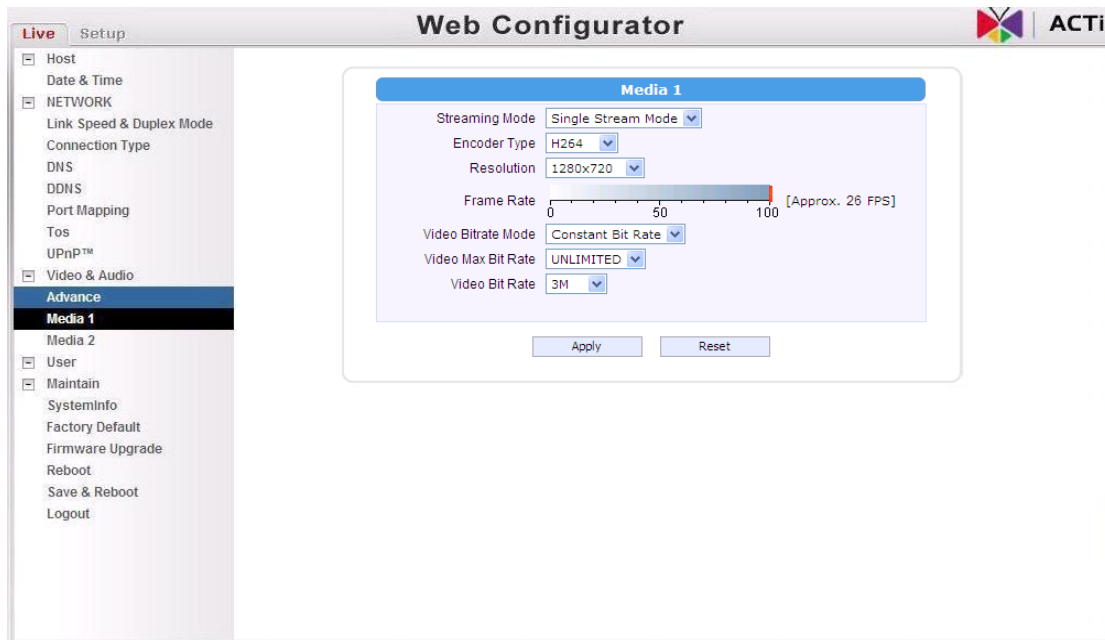 Live Setup
Web Configurator
ACTi
Host
Date & Time
NETWORK
Link Speed & Duplex Mode
Connection Type
DNS
DDNS
Port Mapping
Tos
UPnP™
Video & Audio
Advance
Media 1
Media 2
User
Maintain
SystemInfo
Factory Default
Firmware Upgrade
Reboot
Save & Reboot
Logout
Media 1
Streaming Mode Single Stream Mode
Encoder Type H264
Resolution 1280x720
Frame Rate [Approx. 26 FPS]
0 50 100
Video Bitrate Mode Constant Bit Rate
Video Max Bit Rate UNLIMITED
Video Bit Rate 3M
Apply Reset